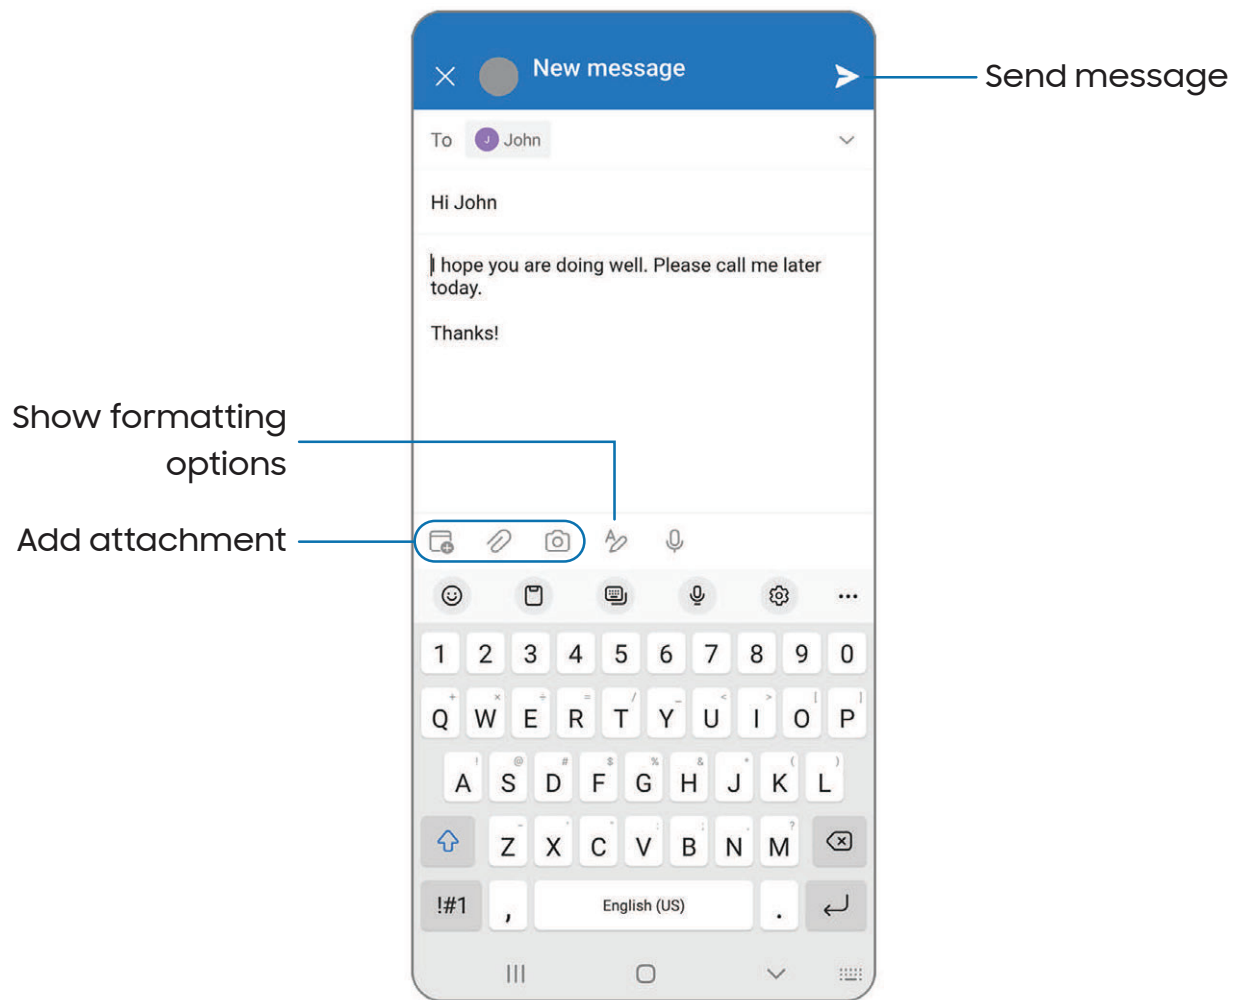 New message
Send message
To J John
Hi John
I hope you are doing well. Please call me later
today.
Thanks!
Show formatting
options
Add attachment
1 2 3 4 5 6 7 8 9 0
+ × ÷ = / _ < > [ ]
Q W E R T Y U I O P
! @ # $ % & * ( )
A S D F G H J K L
- ' " : ; , ?
Z X C V B N M
!#1 , English (US) .